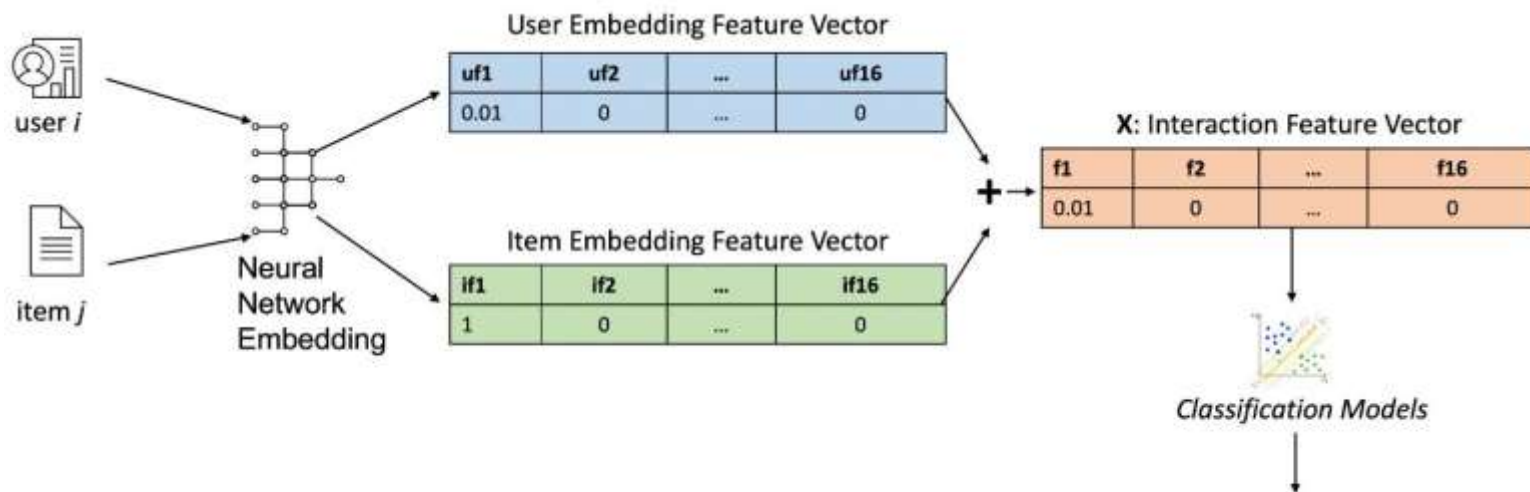 user i
item j
Neural
Network
Embedding
User Embedding Feature Vector
uf1 uf2 ... uf16
0.01 0 ... 0
Item Embedding Feature Vector
if1 if2 ... if16
1 0 ... 0
+
X: Interaction Feature Vector
f1 f2 ... f16
0.01 0 ... 0
Classification Models